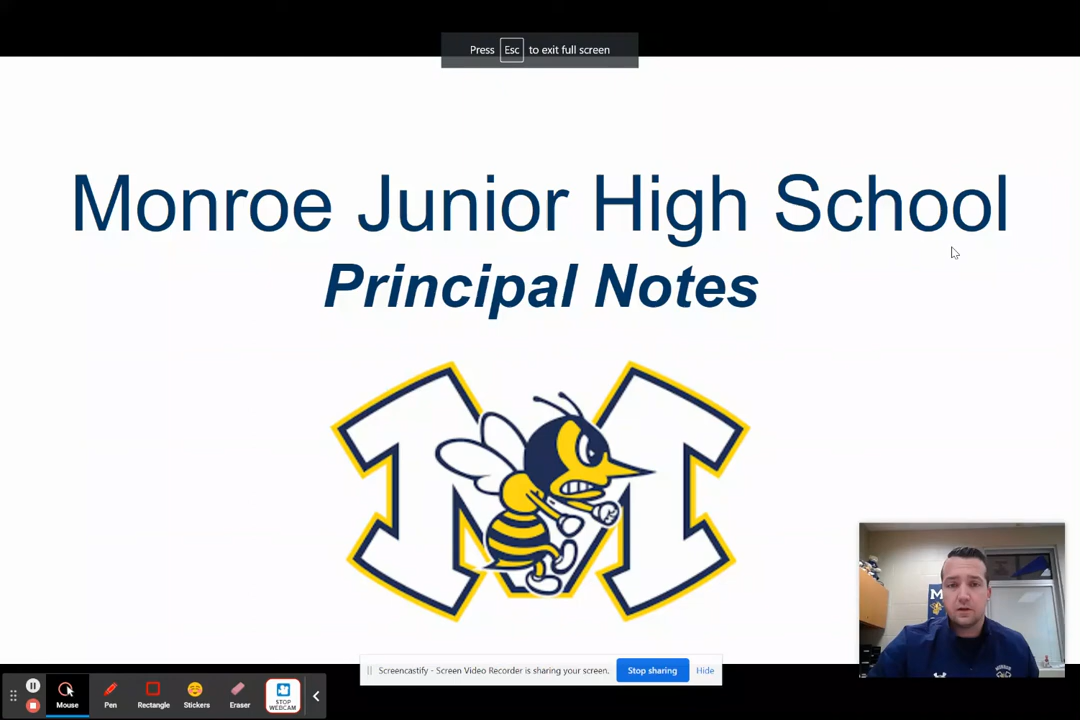 Press Esc to exit full screen
Monroe Junior High School
Principal Notes
M
M
Screencastify - Screen Video Recorder is sharing your screen. Stop sharing Hide
Mouse Pen Rectangle Stickers Eraser STOP WEBCAM